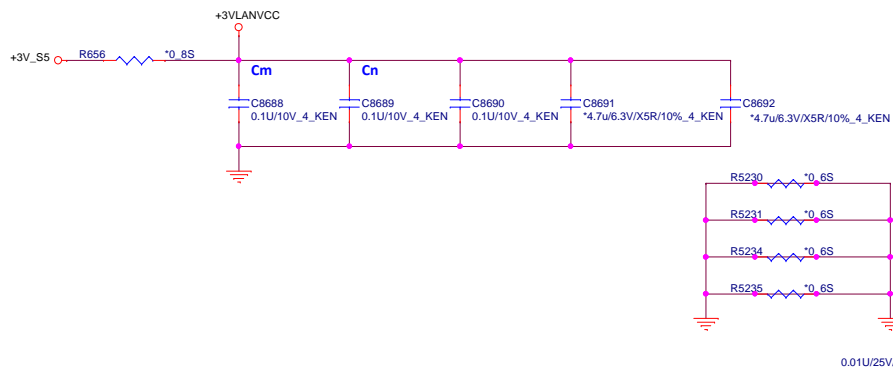 +3VLANVCC
+3V_S5
R656
*0_8S
Cm
Cn
C8688
0.1U/10V_4_KEN
C8689
0.1U/10V_4_KEN
C8690
0.1U/10V_4_KEN
C8691
*4.7u/6.3V/X5R/10%_4_KEN
C8692
*4.7u/6.3V/X5R/10%_4_KEN
R5230
*0_6S
R5231
*0_6S
R5234
*0_6S
R5235
*0_6S
0.01U/25V